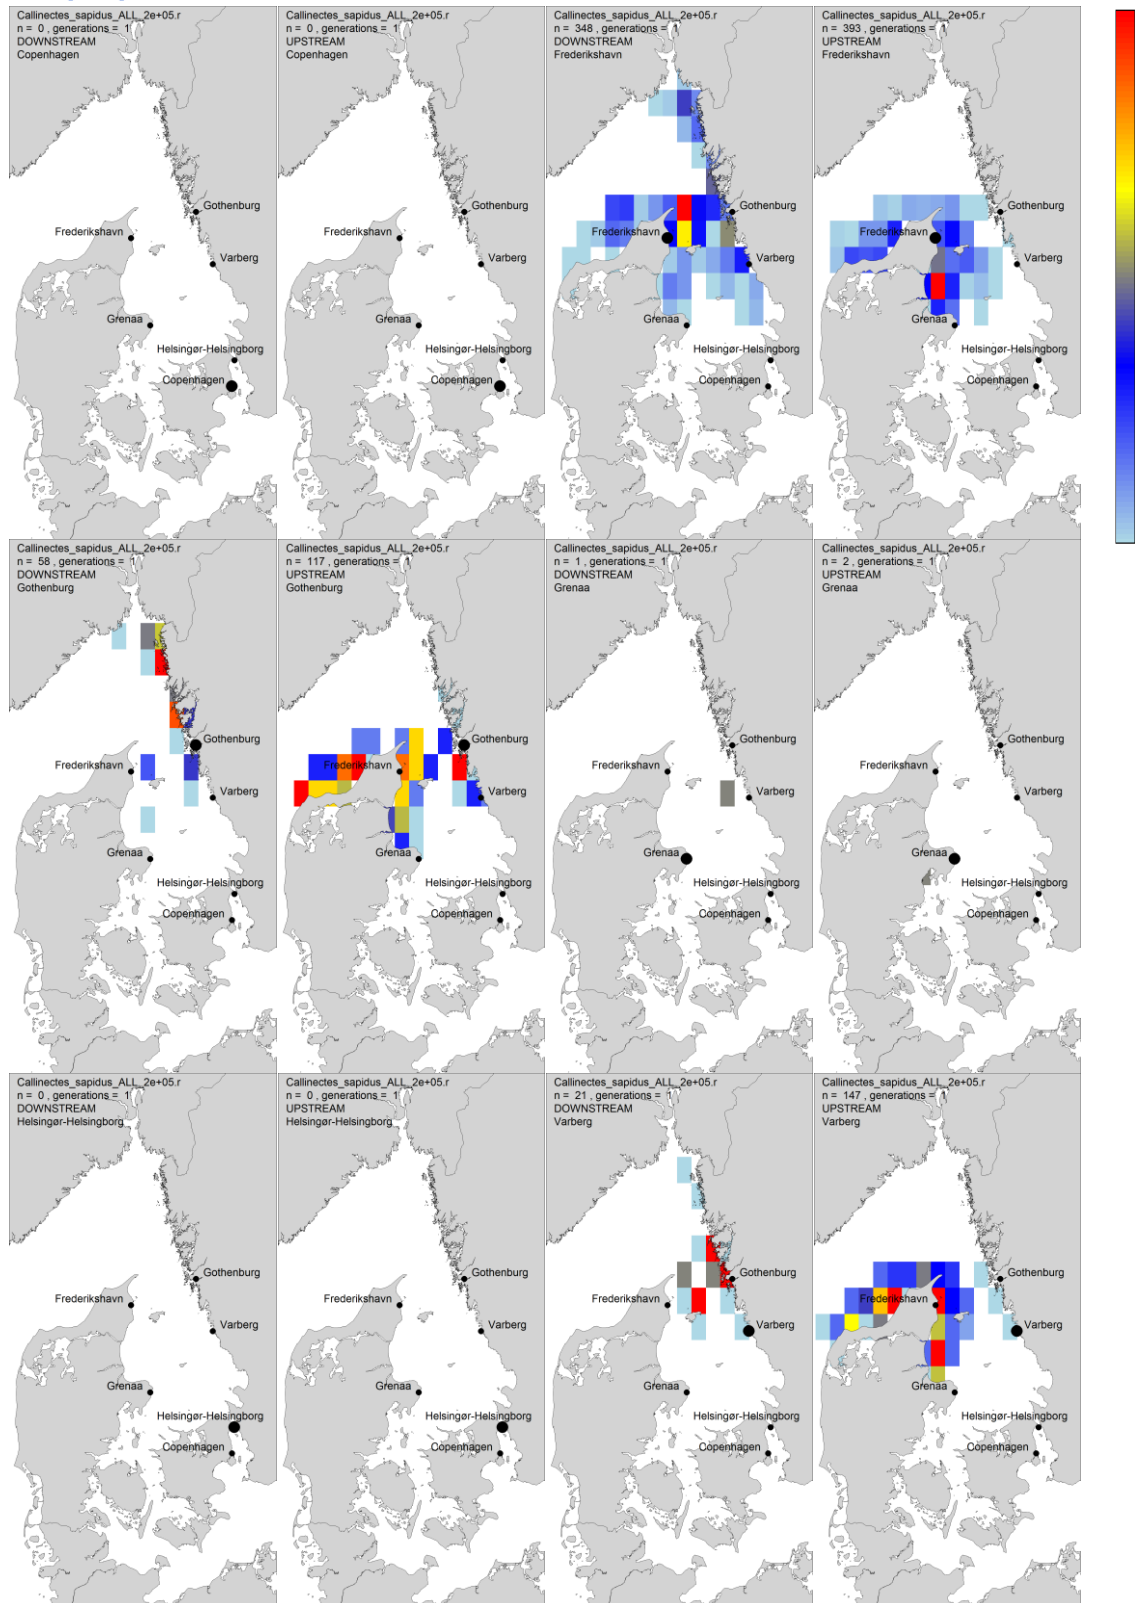 Callinectes_sapidus_ALL_2e+05.r
n = 0 , generations = 1
DOWNSTREAM
Copenhagen
Gothenburg
Frederikshavn
Varberg
Grenaa
Helsingør-Helsingborg
Copenhagen
Callinectes_sapidus_ALL_2e+05.r
n = 0 , generations = 1
UPSTREAM
Copenhagen
Gothenburg
Frederikshavn
Varberg
Grenaa
Helsingør-Helsingborg
Copenhagen
Callinectes_sapidus_ALL_2e+05.r
n = 348 , generations = 1
DOWNSTREAM
Frederikshavn
Gothenburg
Frederikshavn
Varberg
Grenaa
Helsingør-Helsingborg
Copenhagen
Callinectes_sapidus_ALL_2e+05.r
n = 393 , generations = 1
UPSTREAM
Frederikshavn
Gothenburg
Frederikshavn
Varberg
Grenaa
Helsingør-Helsingborg
Copenhagen
Callinectes_sapidus_ALL_2e+05.r
n = 58 , generations = 1
DOWNSTREAM
Gothenburg
Gothenburg
Frederikshavn
Varberg
Grenaa
Helsingør-Helsingborg
Copenhagen
Callinectes_sapidus_ALL_2e+05.r
n = 117 , generations = 1
UPSTREAM
Gothenburg
Gothenburg
Frederikshavn
Varberg
Grenaa
Helsingør-Helsingborg
Copenhagen
Callinectes_sapidus_ALL_2e+05.r
n = 1 , generations = 1
DOWNSTREAM
Grenaa
Gothenburg
Frederikshavn
Varberg
Grenaa
Helsingør-Helsingborg
Copenhagen
Callinectes_sapidus_ALL_2e+05.r
n = 2 , generations = 1
UPSTREAM
Grenaa
Gothenburg
Frederikshavn
Varberg
Grenaa
Helsingør-Helsingborg
Copenhagen
Callinectes_sapidus_ALL_2e+05.r
n = 0 , generations = 1
DOWNSTREAM
Helsingør-Helsingborg
Gothenburg
Frederikshavn
Varberg
Grenaa
Helsingør-Helsingborg
Copenhagen
Callinectes_sapidus_ALL_2e+05.r
n = 0 , generations = 1
UPSTREAM
Helsingør-Helsingborg
Gothenburg
Frederikshavn
Varberg
Grenaa
Helsingør-Helsingborg
Copenhagen
Callinectes_sapidus_ALL_2e+05.r
n = 21 , generations = 1
DOWNSTREAM
Varberg
Gothenburg
Frederikshavn
Varberg
Grenaa
Helsingør-Helsingborg
Copenhagen
Callinectes_sapidus_ALL_2e+05.r
n = 147 , generations = 1
UPSTREAM
Varberg
Gothenburg
Frederikshavn
Varberg
Grenaa
Helsingør-Helsingborg
Copenhagen